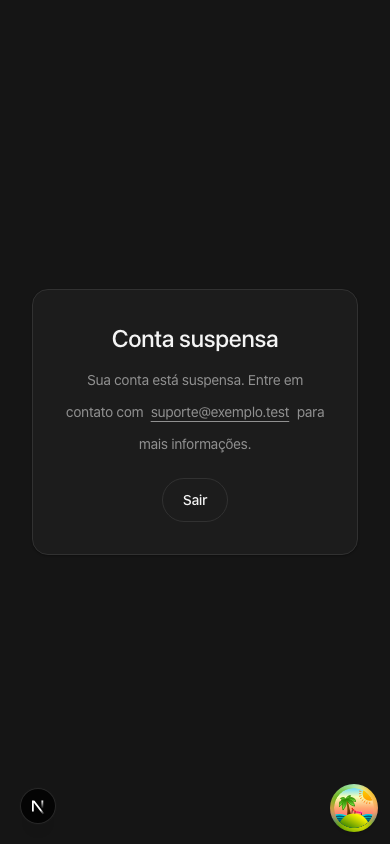 Conta suspensa
Sua conta está suspensa. Entre em
contato com suporte@exemplo.test para
mais informações.
Sair
N